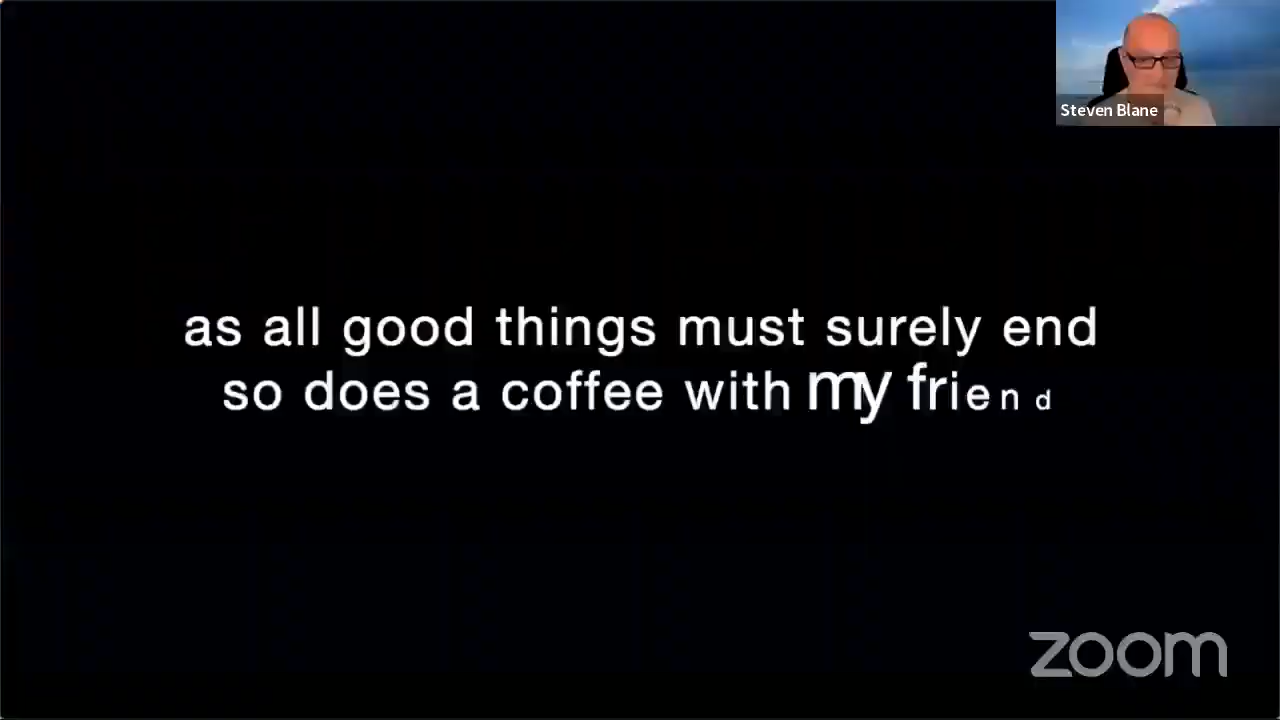 Steven Blane
as all good things must surely end
so does a coffee with my friend
zoom